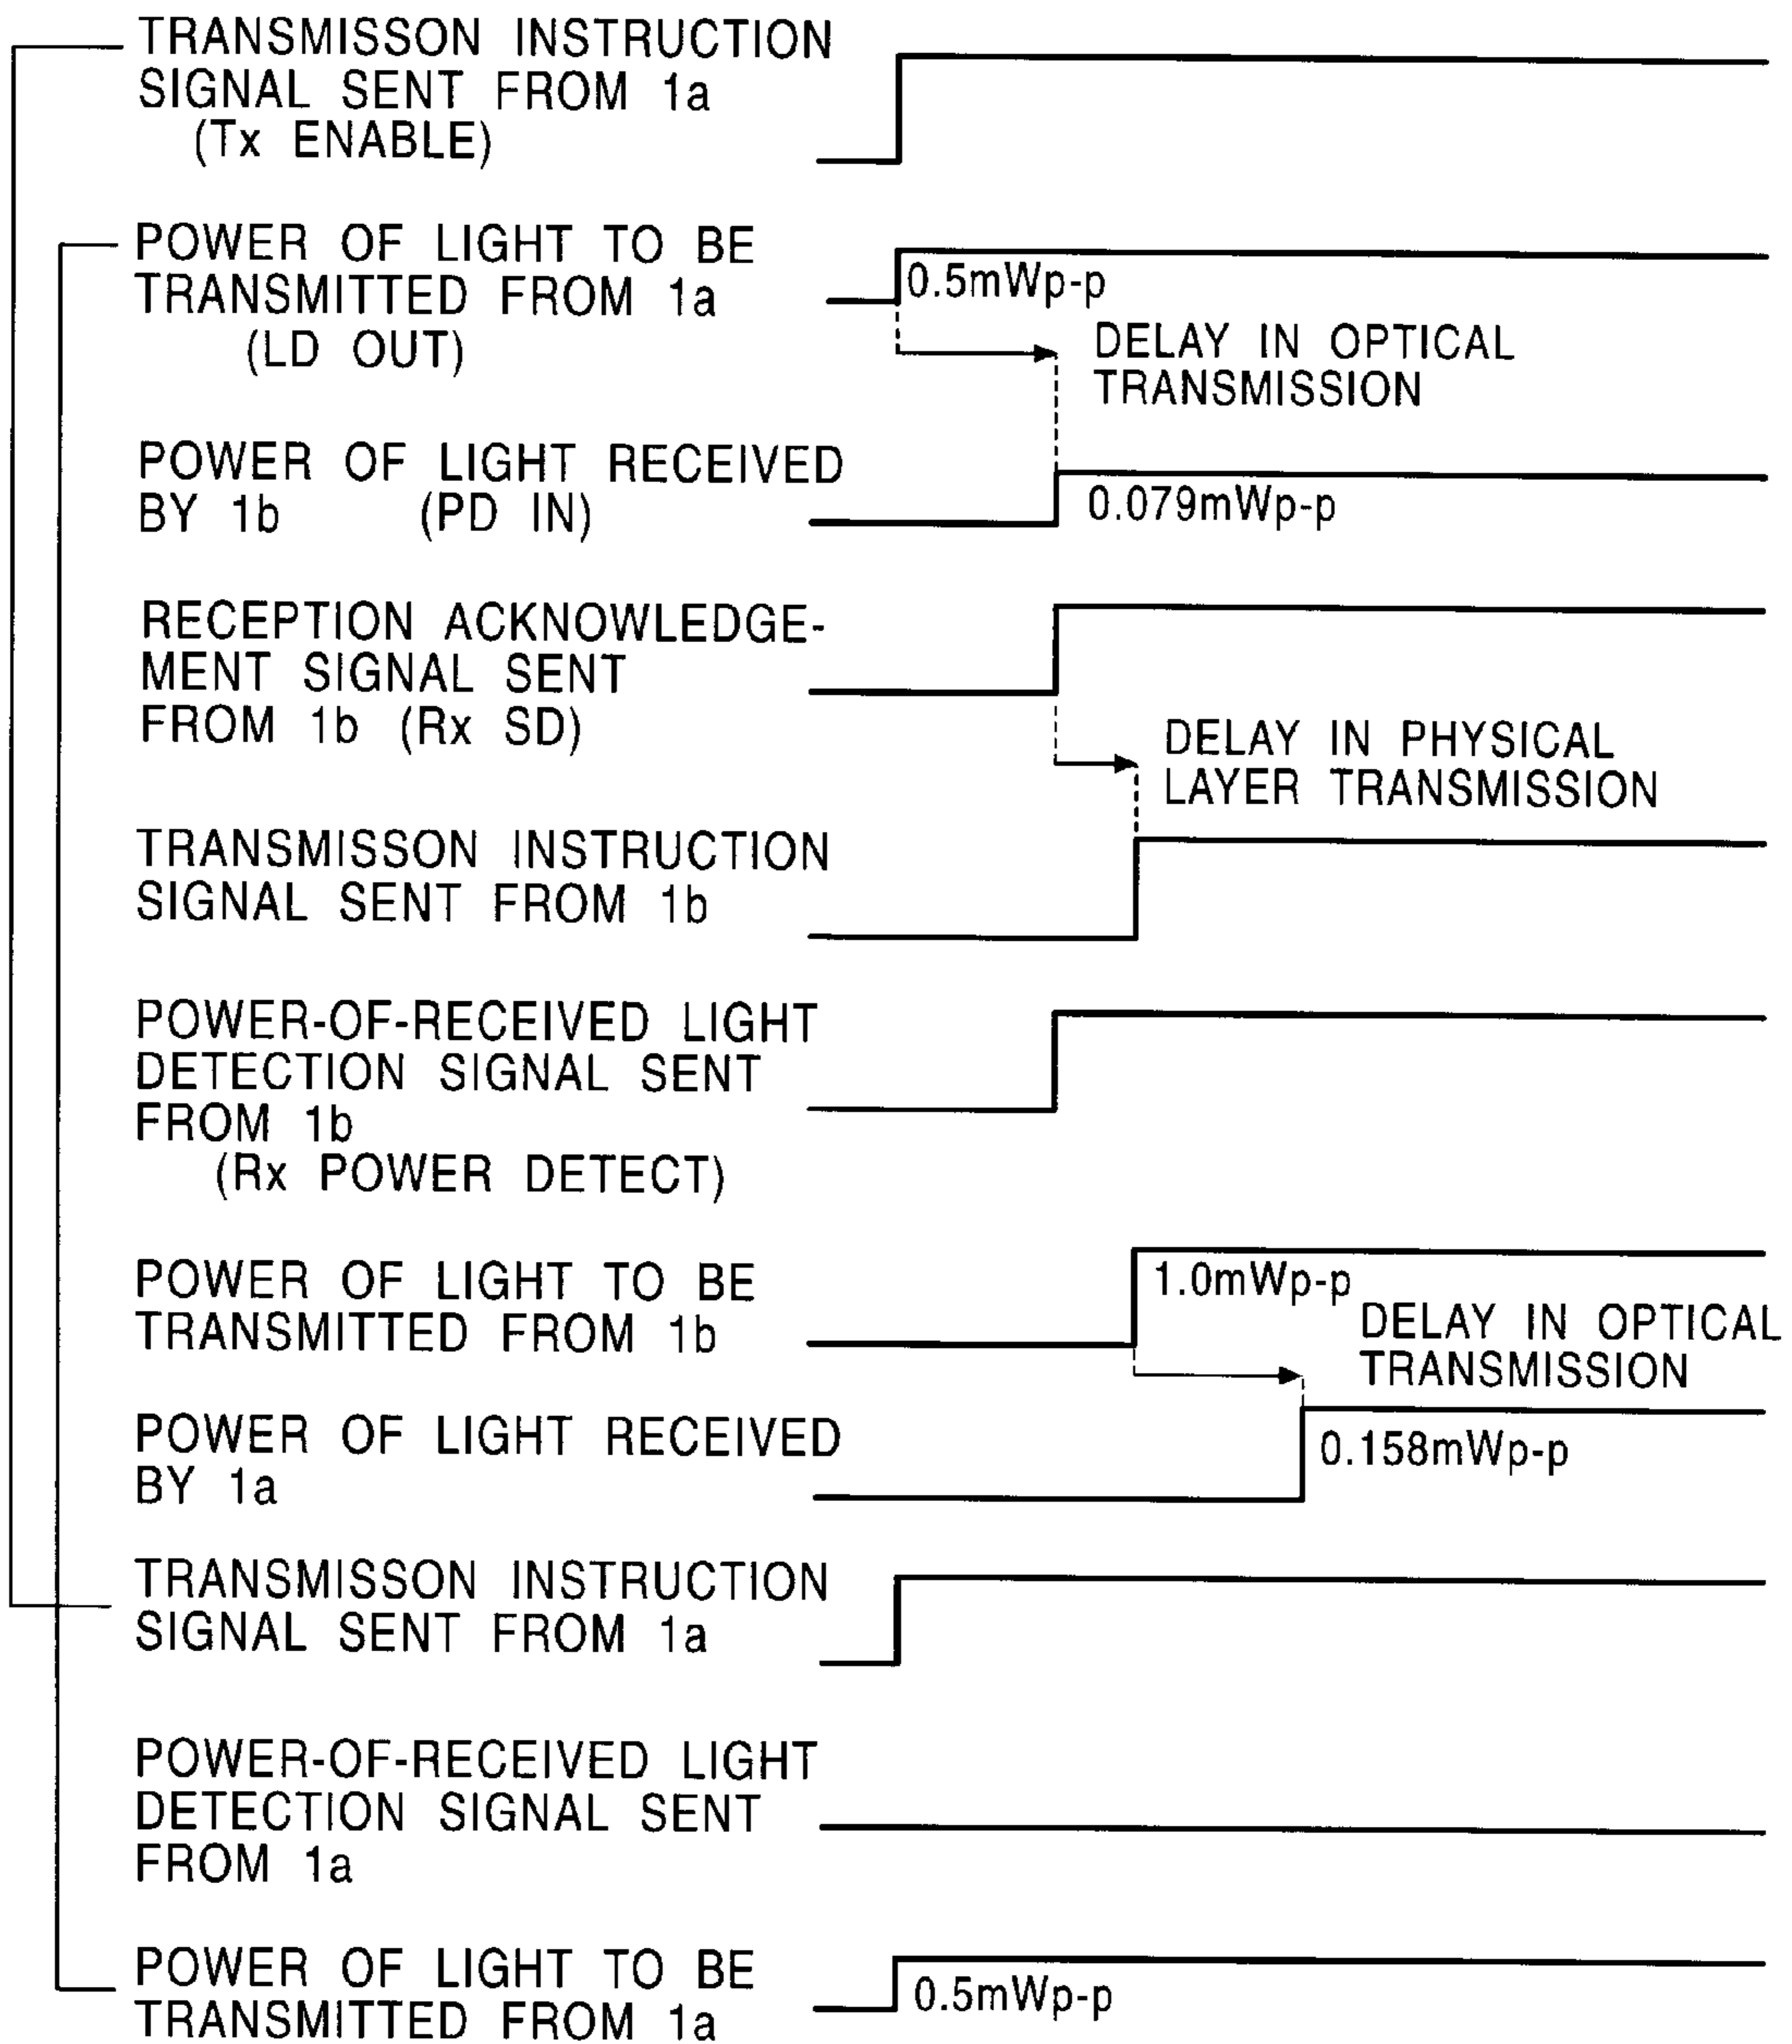 TRANSMISSON INSTRUCTION
SIGNAL SENT FROM 1a
(Tx ENABLE)
POWER OF LIGHT TO BE
TRANSMITTED FROM 1a
(LD OUT)
0.5mWp-p
DELAY IN OPTICAL
TRANSMISSION
POWER OF LIGHT RECEIVED
BY 1b (PD IN)
0.079mWp-p
RECEPTION ACKNOWLEDGE-
MENT SIGNAL SENT
FROM 1b (Rx SD)
DELAY IN PHYSICAL
LAYER TRANSMISSION
TRANSMISSON INSTRUCTION
SIGNAL SENT FROM 1b
POWER-OF-RECEIVED LIGHT
DETECTION SIGNAL SENT
FROM 1b
(Rx POWER DETECT)
POWER OF LIGHT TO BE
TRANSMITTED FROM 1b
1.0mWp-p
DELAY IN OPTICAL
TRANSMISSION
POWER OF LIGHT RECEIVED
BY 1a
0.158mWp-p
TRANSMISSON INSTRUCTION
SIGNAL SENT FROM 1a
POWER-OF-RECEIVED LIGHT
DETECTION SIGNAL SENT
FROM 1a
POWER OF LIGHT TO BE
TRANSMITTED FROM 1a
0.5mWp-p